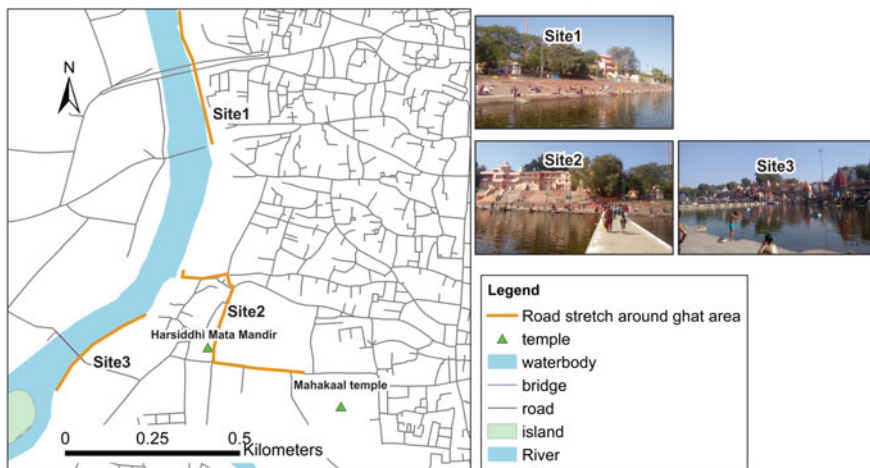 N
Site1
Site2
Harsiddhi Mata Mandir
Site3
Mahakaal temple
0 0.25 0.5
Kilometers
Site1
Site2
Site3
Legend
Road stretch around ghat area
temple
waterbody
bridge
road
island
River